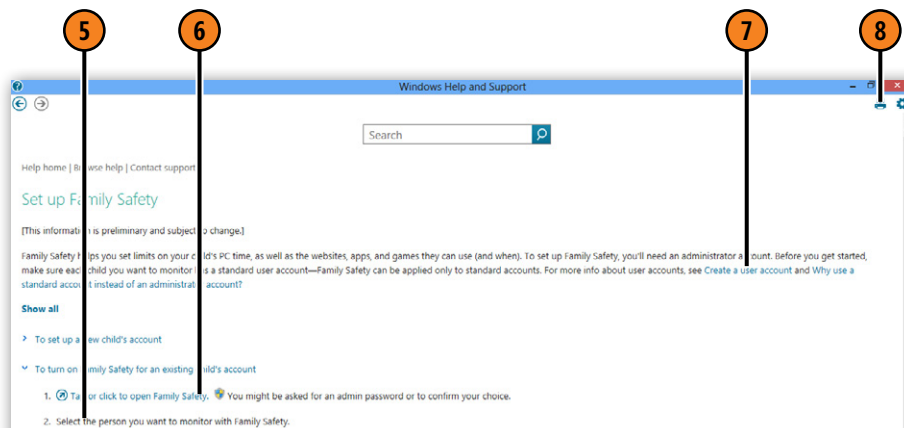 5 6 7 8
Windows Help and Support
Search
Help home | Browse help | Contact support
Set up Family Safety
[This information is preliminary and subject to change.]
Family Safety helps you set limits on your child's PC time, as well as the websites, apps, and games they can use (and when). To set up Family Safety, you'll need an administrator account. Before you get started,
make sure each child you want to monitor has a standard user account—Family Safety can be applied only to standard accounts. For more info about user accounts, see Create a user account and Why use a
standard account instead of an administrator account?
Show all
To set up a new child's account
To turn on Family Safety for an existing child's account
1. Tap or click to open Family Safety. You might be asked for an admin password or to confirm your choice.
2. Select the person you want to monitor with Family Safety.